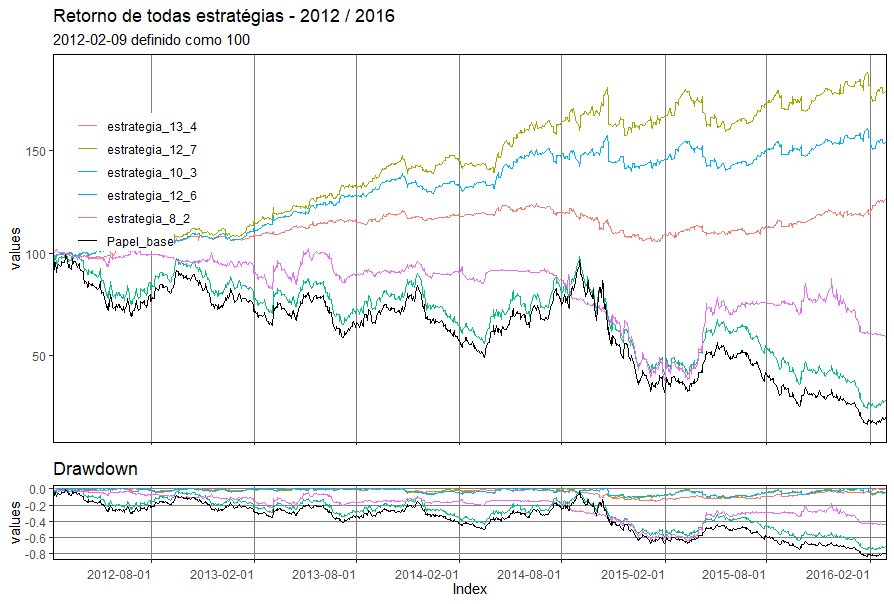 Retorno de todas estratégias - 2012 / 2016
2012-02-09 definido como 100
values
150
100
50
estrategia_13_4
estrategia_12_7
estrategia_10_3
estrategia_12_6
estrategia_8_2
Papel_base
Drawdown
values
0.0
-0.2
-0.4
-0.6
-0.8
2012-08-01 2013-02-01 2013-08-01 2014-02-01 2014-08-01 2015-02-01 2015-08-01 2016-02-01
Index